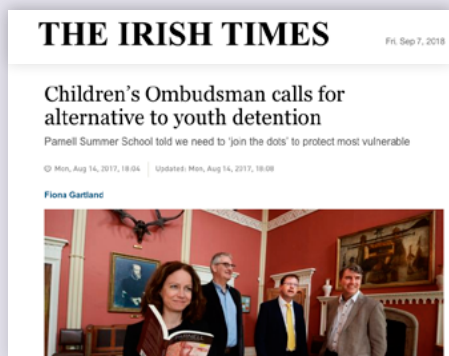 THE IRISH TIMES
Fri, Sep 7, 2018
Children's Ombudsman calls for
alternative to youth detention
Parnell Summer School told we need to 'join the dots' to protect most vulnerable
Mon, Aug 14, 2017, 18:04 Updated: Mon, Aug 14, 2017, 18:08
Fiona Gartland
PARNELL